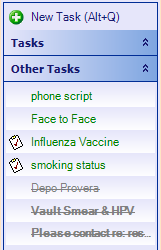 New Task (Alt+Q)
Tasks
Other Tasks
phone script
Face to Face
Influenza Vaccine
smoking status
Depo Provera
Vault Smear & HPV
Please contact re: res...